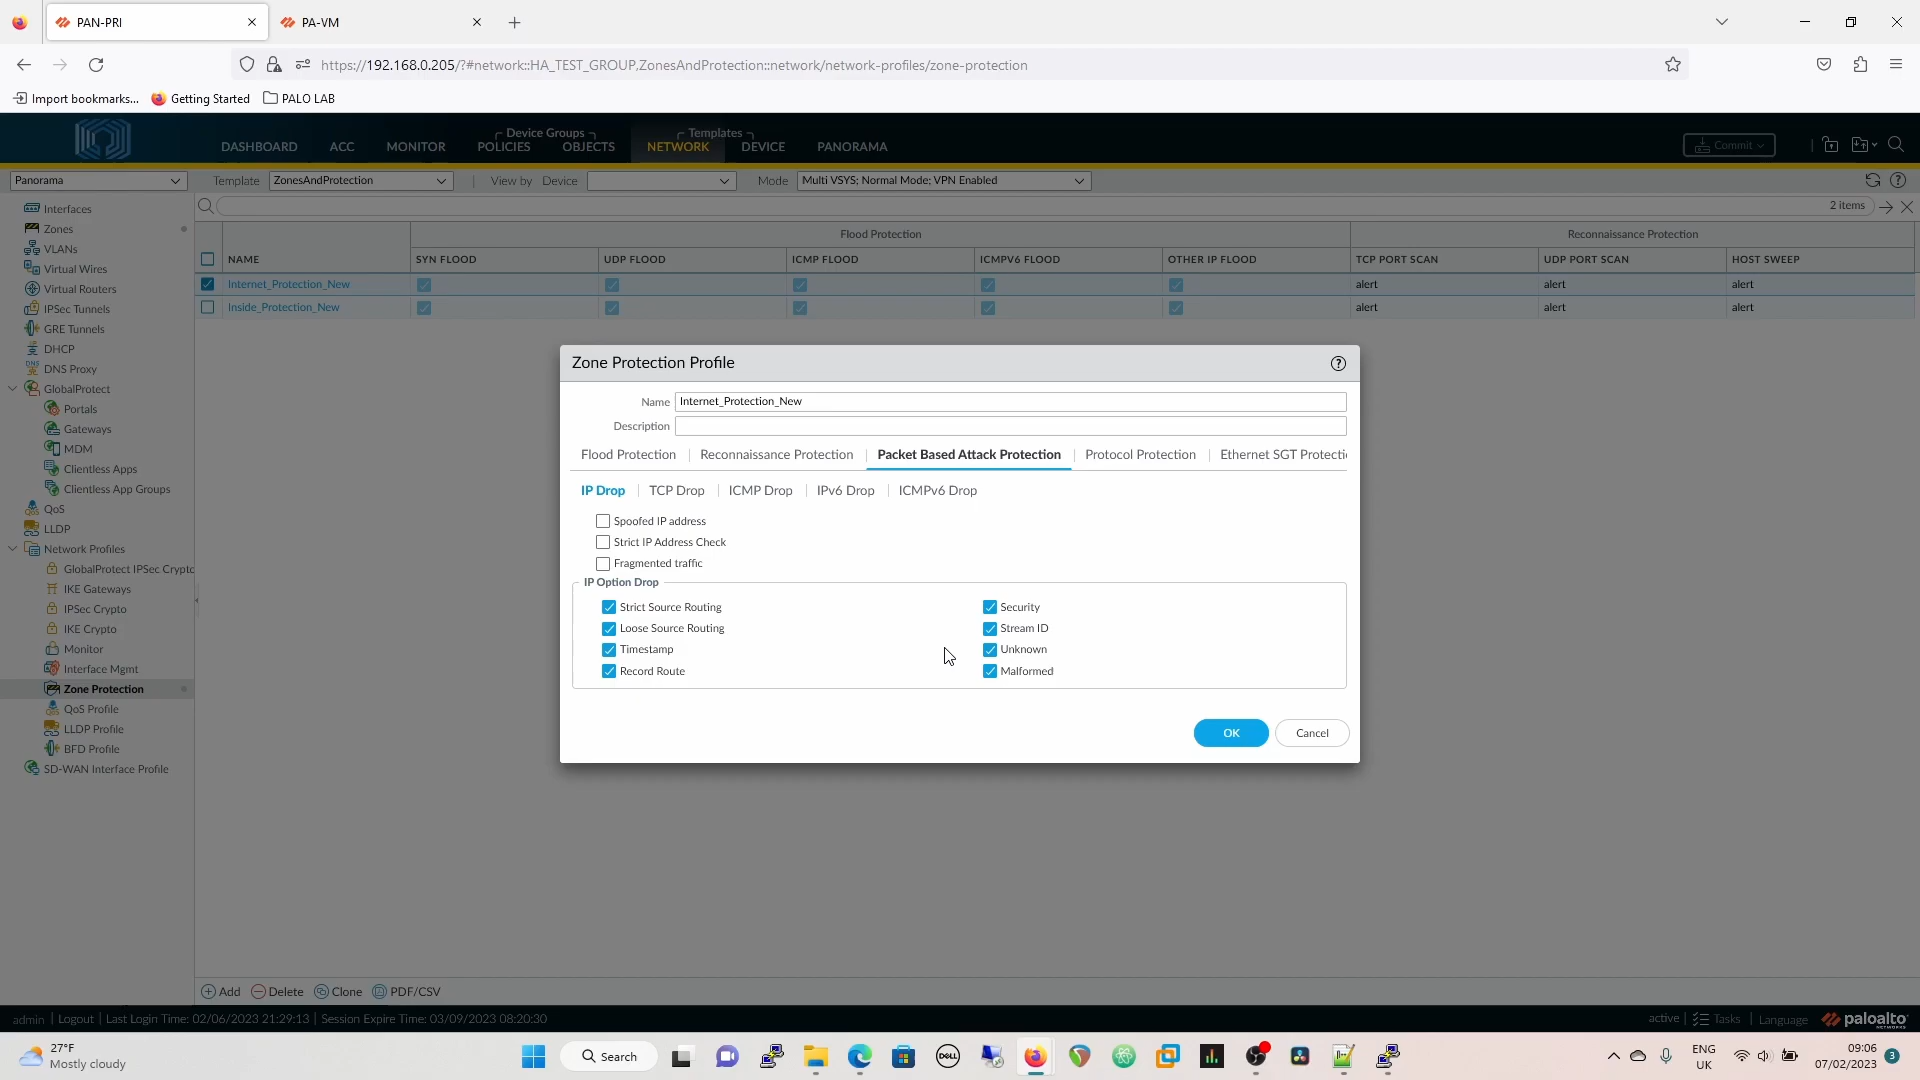 PAN-PRI
PA-VM
https://192.168.0.205/?#network::HA_TEST_GROUP,ZonesAndProtection::network/network-profiles/zone-protection
Import bookmarks...
Getting Started
PALO LAB
Device Groups
Templates
DASHBOARD
ACC
MONITOR
POLICIES
OBJECTS
NETWORK
DEVICE
PANORAMA
Commit
Panorama
Template
ZonesAndProtection
View by
Device
Mode
Multi VSYS; Normal Mode; VPN Enabled
2 items
Interfaces
Zones
VLANs
Virtual Wires
Virtual Routers
IPSec Tunnels
GRE Tunnels
DHCP
DNS Proxy
GlobalProtect
Portals
Gateways
MDM
Clientless Apps
Clientless App Groups
QoS
LLDP
Network Profiles
GlobalProtect IPSec Crypto
IKE Gateways
IPSec Crypto
IKE Crypto
Monitor
Interface Mgmt
Zone Protection
QoS Profile
LLDP Profile
BFD Profile
SD-WAN Interface Profile
Flood Protection
Reconnaissance Protection
NAME
SYN FLOOD
UDP FLOOD
ICMP FLOOD
ICMPV6 FLOOD
OTHER IP FLOOD
TCP PORT SCAN
UDP PORT SCAN
HOST SWEEP
Internet_Protection_New
alert
alert
alert
Inside_Protection_New
alert
alert
alert
Zone Protection Profile
Name
Internet_Protection_New
Description
Flood Protection
Reconnaissance Protection
Packet Based Attack Protection
Protocol Protection
Ethernet SGT Protecti
IP Drop
TCP Drop
ICMP Drop
IPv6 Drop
ICMPv6 Drop
Spoofed IP address
Strict IP Address Check
Fragmented traffic
IP Option Drop
Strict Source Routing
Loose Source Routing
Timestamp
Record Route
Security
Stream ID
Unknown
Malformed
OK
Cancel
Add
Delete
Clone
PDF/CSV
admin | Logout | Last Login Time: 02/06/2023 21:29:13 | Session Expire Time: 03/09/2023 08:20:30
active
Tasks
Language
paloalto
NETWORKS
27°F
Mostly cloudy
Search
DELL
ENG
UK
09:06
07/02/2023
3